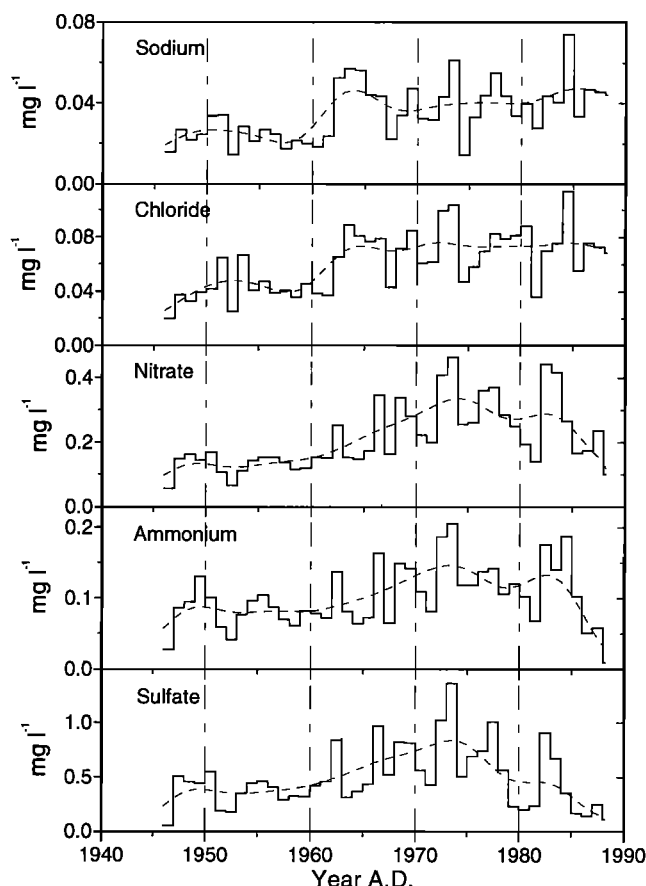 0.08
Sodium
mg l⁻¹
0.04
0.00
Chloride
0.08
mg l⁻¹
0.04
0.00
Nitrate
0.4
mg l⁻¹
0.2
0.0
Ammonium
0.2
mg l⁻¹
0.1
0.0
Sulfate
1.0
mg l⁻¹
0.5
0.0
1940 1950 1960 1970 1980 1990
Year A.D.